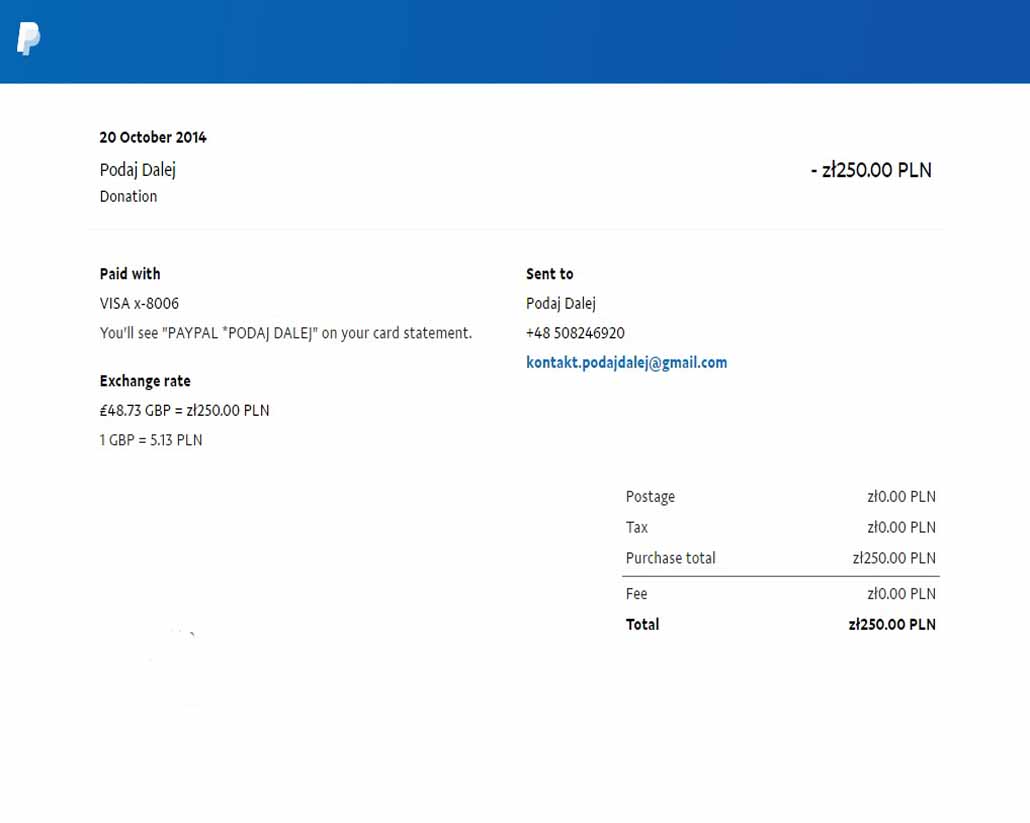 20 October 2014
Podaj Dalej
- zł250.00 PLN
Donation
Paid with
VISA x-8006
You'll see "PAYPAL *PODAJ DALEJ" on your card statement.
Exchange rate
£48.73 GBP = zł250.00 PLN
1 GBP = 5.13 PLN
Sent to
Podaj Dalej
+48 508246920
kontakt.podajdalej@gmail.com
Postage zł0.00 PLN
Tax zł0.00 PLN
Purchase total zł250.00 PLN
Fee zł0.00 PLN
Total zł250.00 PLN